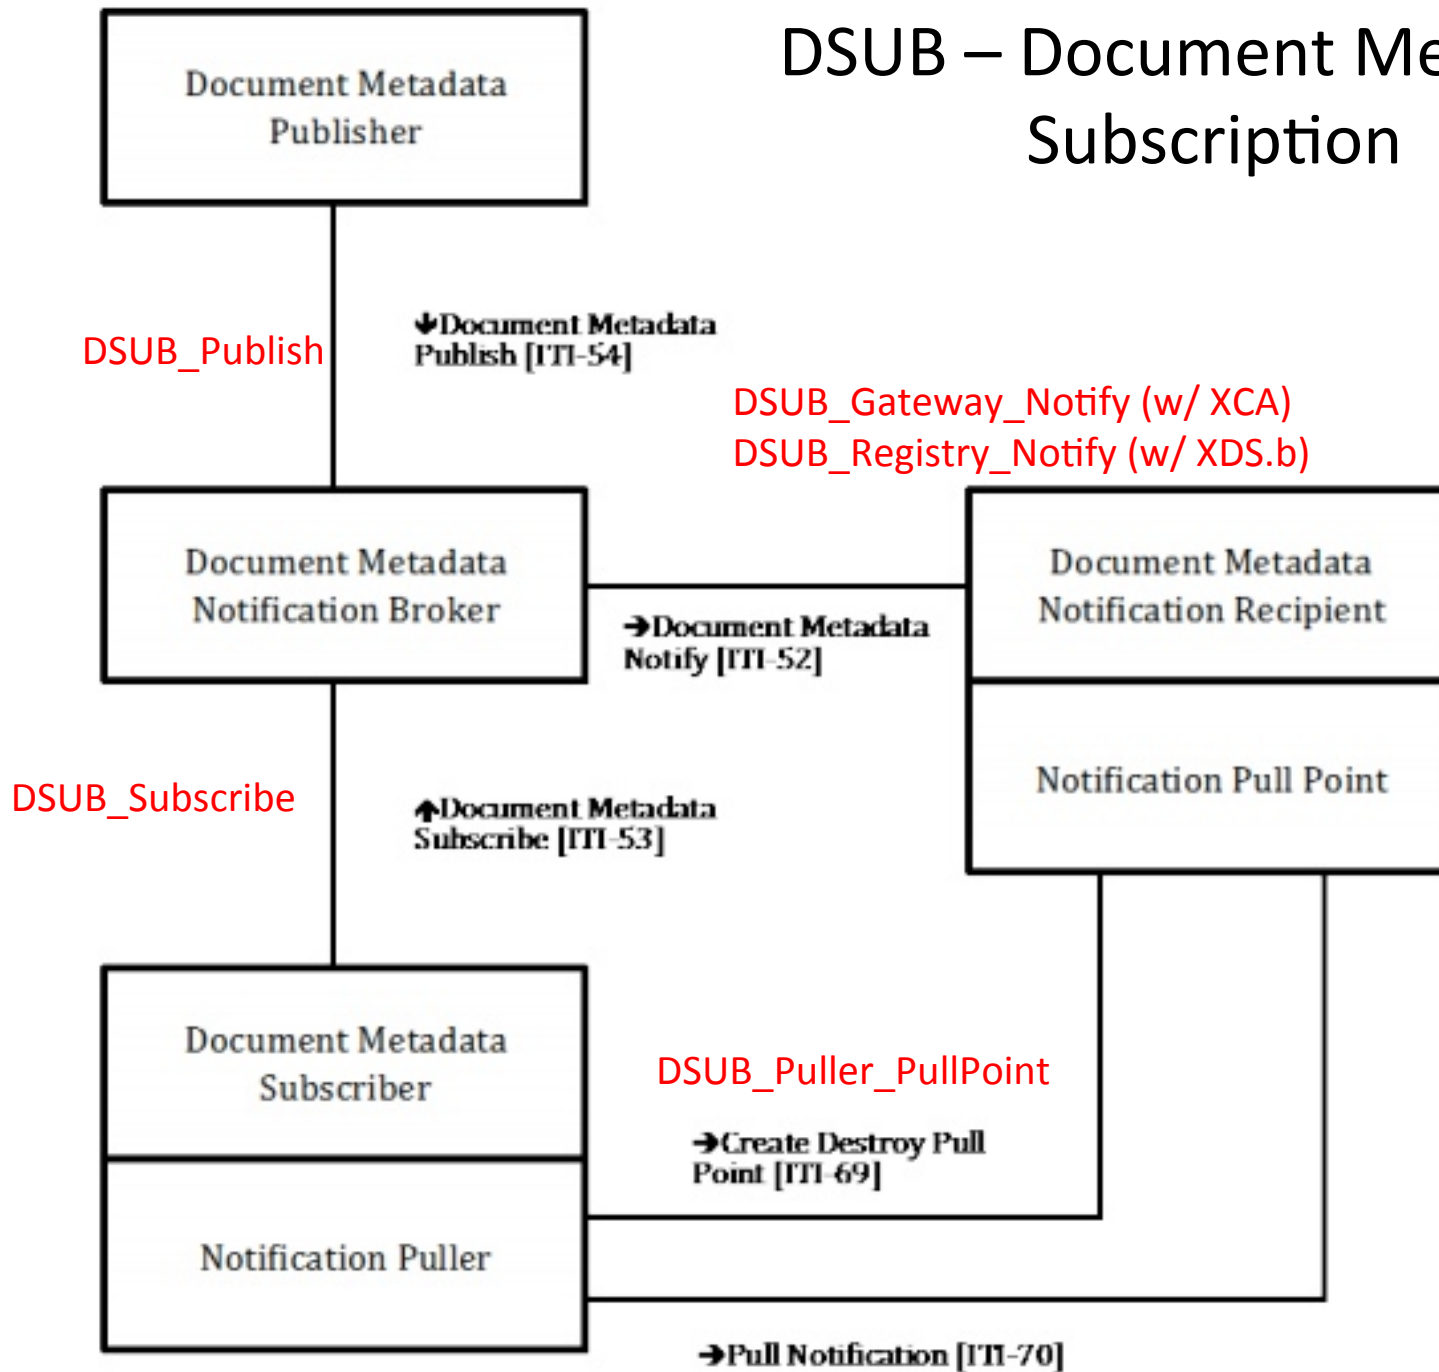 DSUB – Document Me
Subscription
Document Metadata
Publisher
DSUB_Publish
↓Document Metadata
Publish [ITI-54]
DSUB_Gateway_Notify (w/ XCA)
DSUB_Registry_Notify (w/ XDS.b)
Document Metadata
Notification Broker
→Document Metadata
Notify [ITI-52]
Document Metadata
Notification Recipient
Notification Pull Point
DSUB_Subscribe
↑Document Metadata
Subscribe [ITI-53]
Document Metadata
Subscriber
Notification Puller
DSUB_Puller_PullPoint
→Create Destroy Pull
Point [ITI-69]
→Pull Notification [ITI-70]